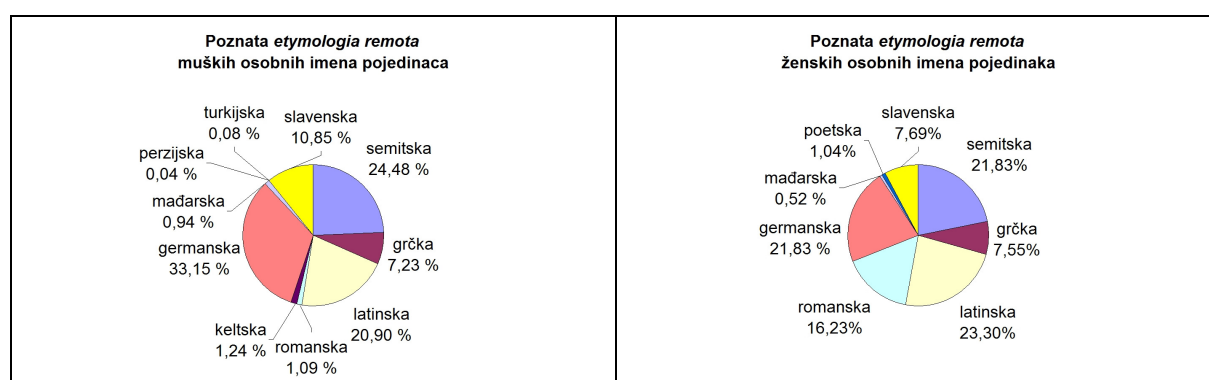 Poznata etymologia remota
muških osobnih imena pojedinaca
turkijska
0,08 %
slavenska
10,85 %
semitska
24,48 %
perzijska
0,04 %
mađarska
0,94 %
germanska
33,15 %
grčka
7,23 %
latinska
20,90 %
keltska
1,24 %
romanska
1,09 %
Poznata etymologia remota
ženskih osobnih imena pojedinaka
slavenska
7,69%
poetska
1,04%
semitska
21,83%
mađarska
0,52 %
germanska
21,83 %
grčka
7,55%
romanska
16,23%
latinska
23,30%